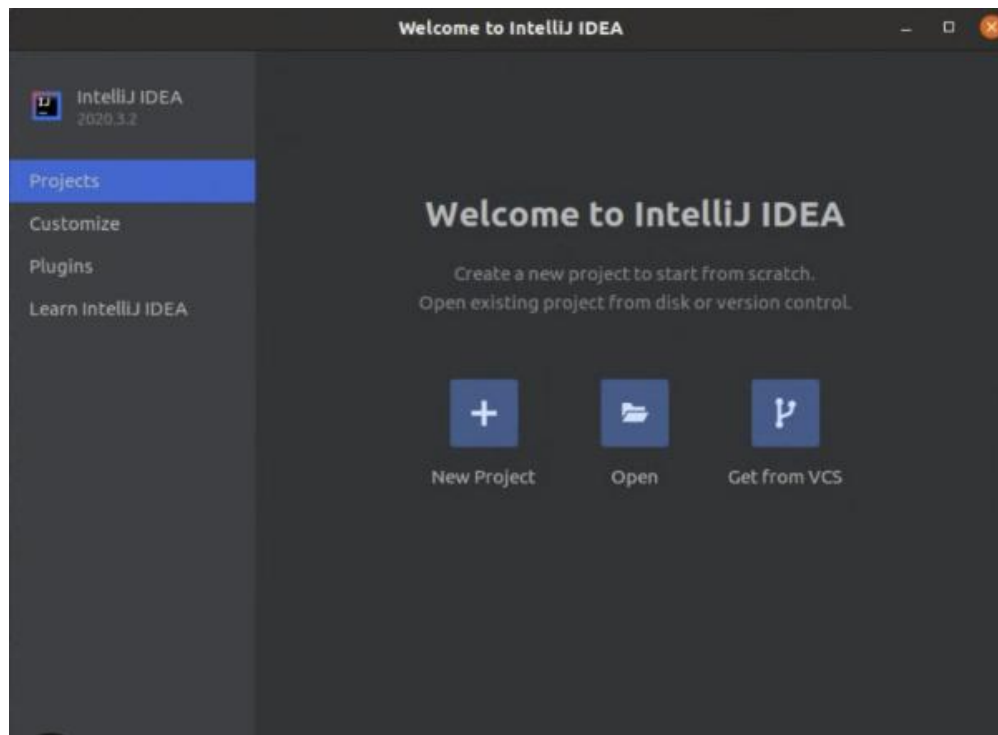 Welcome to IntelliJ IDEA
IntelliJ IDEA
2020.3.2
Projects
Customize
Plugins
Learn IntelliJ IDEA
Welcome to IntelliJ IDEA
Create a new project to start from scratch.
Open existing project from disk or version control.
New Project
Open
Get from VCS